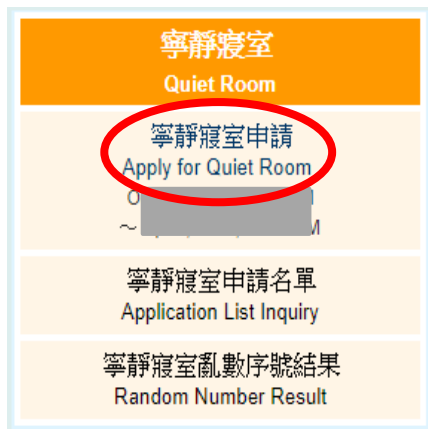 寧靜寢室
Quiet Room
寧靜寢室申請
Apply for Quiet Room
～
寧靜寢室申請名單
Application List Inquiry
寧靜寢室亂數序號結果
Random Number Result